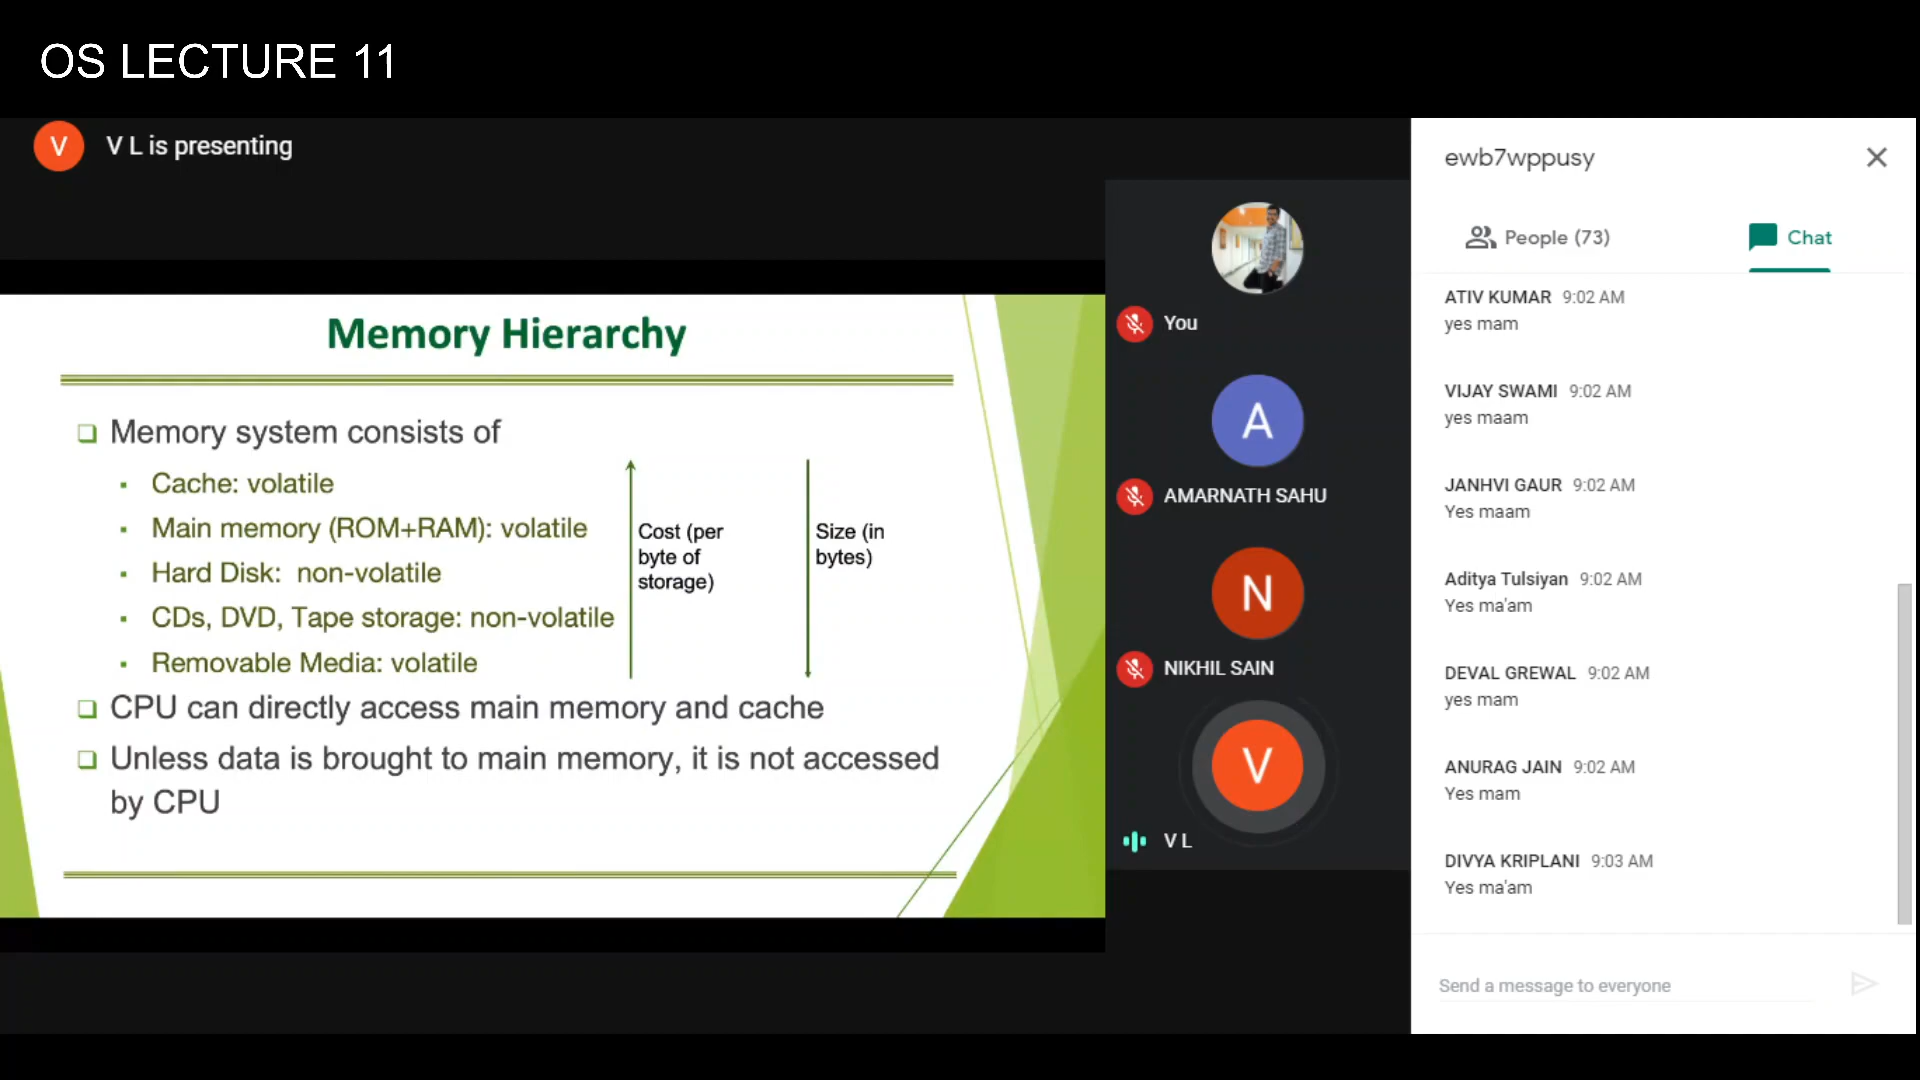 OS LECTURE 11
V
V L is presenting
Memory Hierarchy
Memory system consists of
Cache: volatile
Main memory (ROM+RAM): volatile
Hard Disk: non-volatile
CDs, DVD, Tape storage: non-volatile
Removable Media: volatile
Cost (per
byte of
storage)
Size (in
bytes)
CPU can directly access main memory and cache
Unless data is brought to main memory, it is not accessed
by CPU
You
A
AMARNATH SAHU
N
NIKHIL SAIN
V
V L
ewb7wppusy
People (73)
Chat
ATIV KUMAR 9:02 AM
yes mam
VIJAY SWAMI 9:02 AM
yes maam
JANHVI GAUR 9:02 AM
Yes maam
Aditya Tulsiyan 9:02 AM
Yes ma'am
DEVAL GREWAL 9:02 AM
yes mam
ANURAG JAIN 9:02 AM
Yes mam
DIVYA KRIPLANI 9:03 AM
Yes ma'am
Send a message to everyone